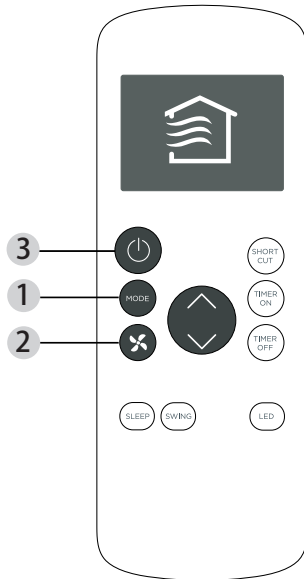 3
SHORT
CUT
1
MODE
TIMER
ON
2
TIMER
OFF
SLEEP
SWING
LED